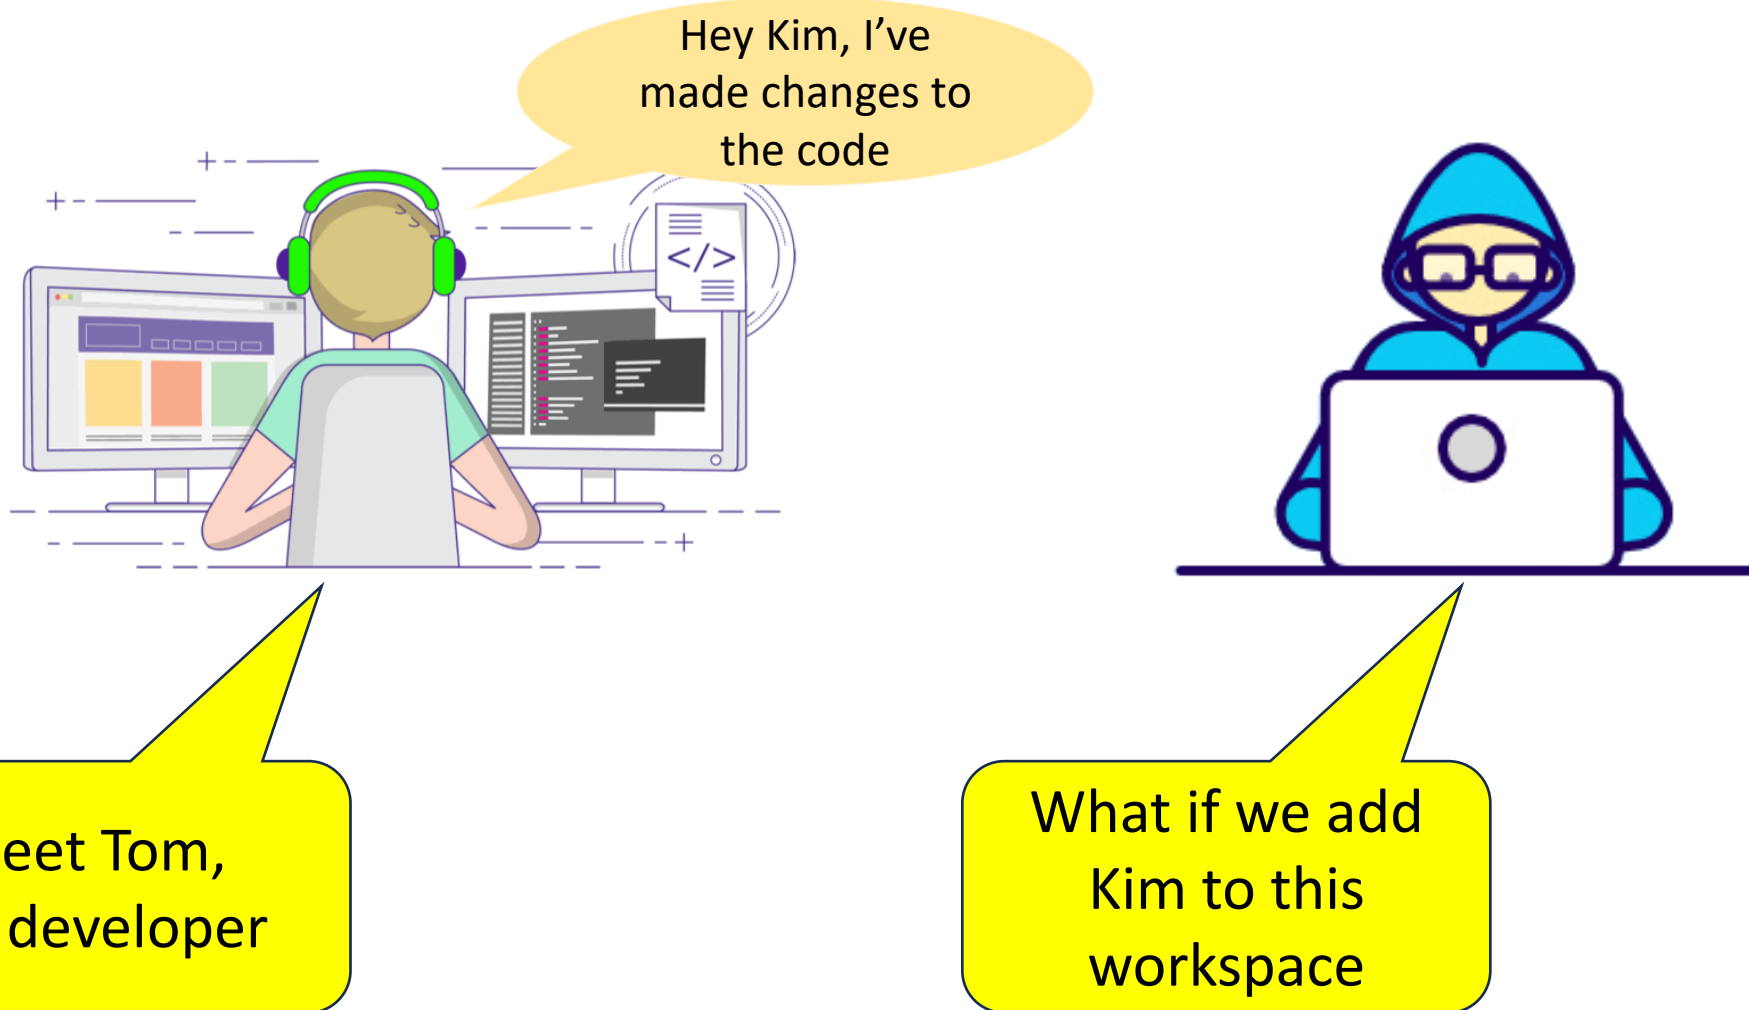 Hey Kim, I’ve
made changes to
the code
</>
eet Tom,
developer
What if we add
Kim to this
workspace